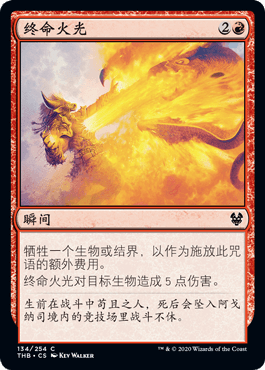 终命火光 2
瞬间
牺牲一个生物或结界，以作为施放此咒
语的额外费用。
终命火光对目标生物造成5点伤害。
生前在战斗中苟且之人，死后会坠入阿戈
纳司境内的竞技场里战斗不休。
134/254 C
THB • CS Key Walker
™ & © 2020 Wizards of the Coast